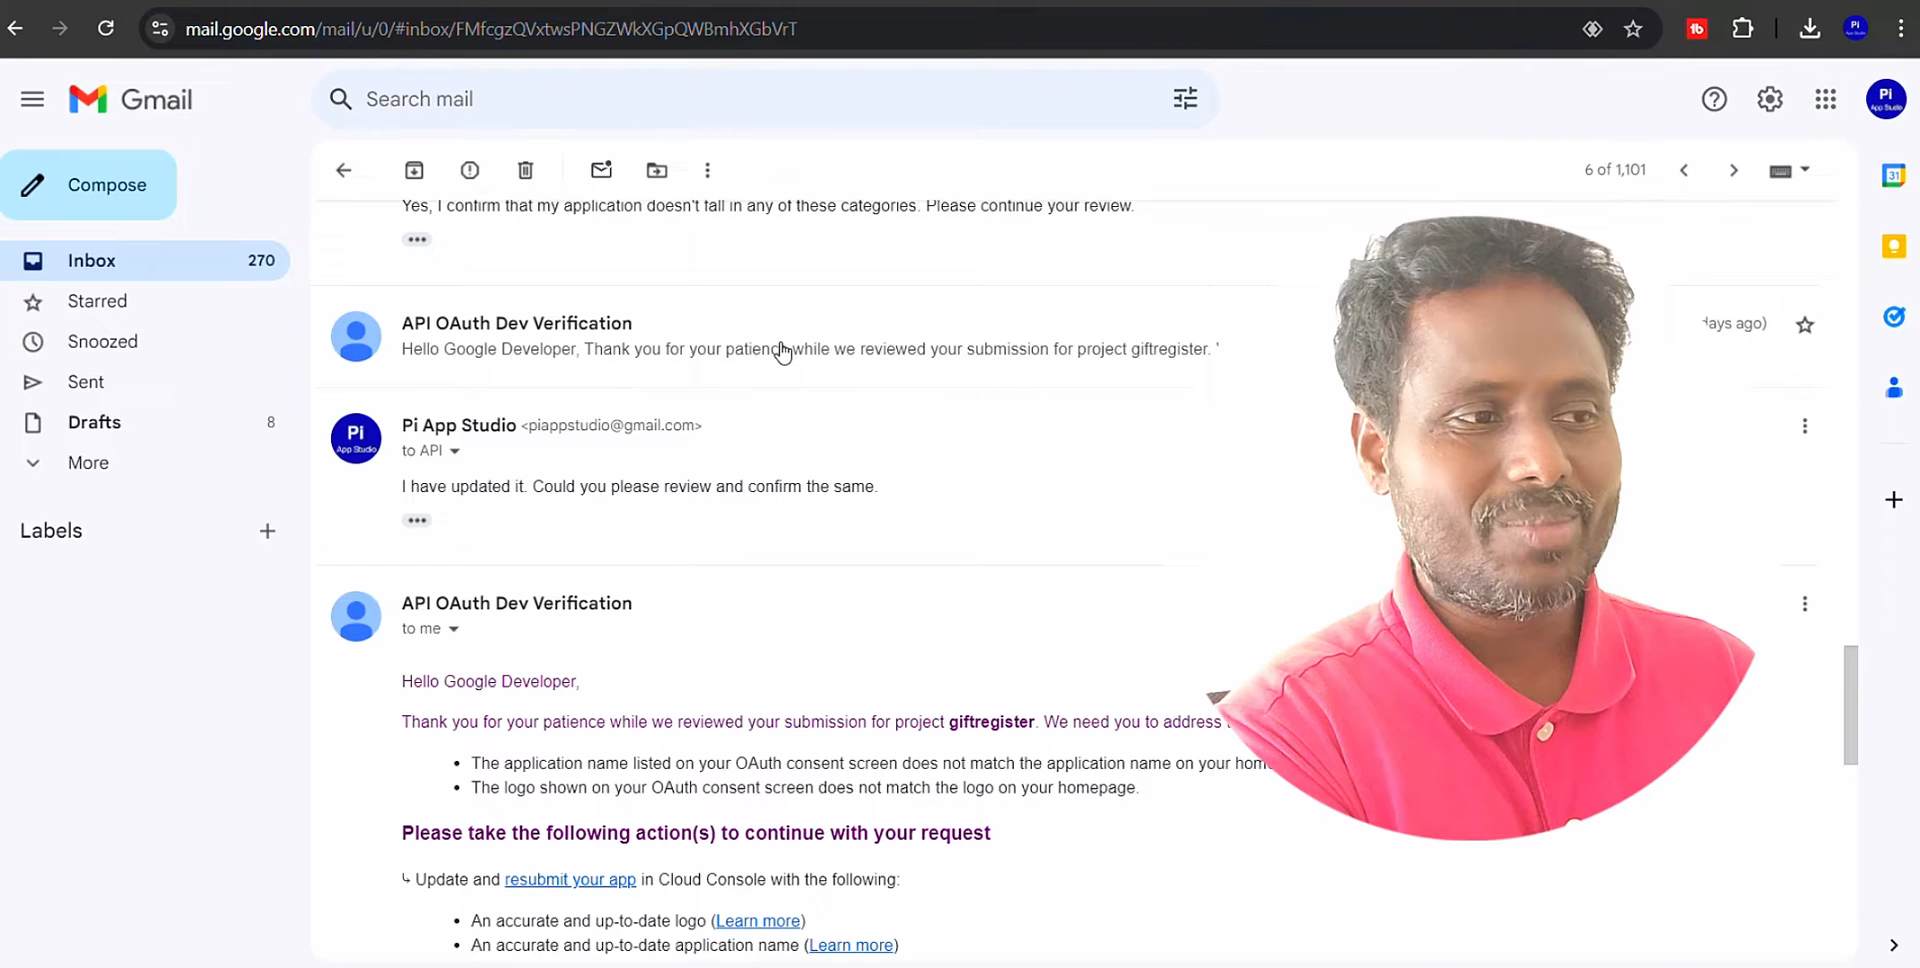 mail.google.com/mail/u/0/#inbox/FMfcgzQVxtwsPNGZWkXGpQWBmhXGbVrT
Gmail
Search mail
Pi
App Studio
Compose
6 of 1,101
31
Yes, I confirm that my application doesn't fall in any of these categories. Please continue your review.
Inbox 270
Starred
Snoozed
Sent
Drafts 8
More
Labels
API OAuth Dev Verification
days ago)
Hello Google Developer, Thank you for your patience while we reviewed your submission for project giftregister.
Pi
App Studio
Pi App Studio <piappstudio@gmail.com>
to API
I have updated it. Could you please review and confirm the same.
API OAuth Dev Verification
to me
Hello Google Developer,
Thank you for your patience while we reviewed your submission for project giftregister. We need you to address
• The application name listed on your OAuth consent screen does not match the application name on your hom
• The logo shown on your OAuth consent screen does not match the logo on your homepage.
Please take the following action(s) to continue with your request
↳ Update and resubmit your app in Cloud Console with the following:
• An accurate and up-to-date logo (Learn more)
• An accurate and up-to-date application name (Learn more)